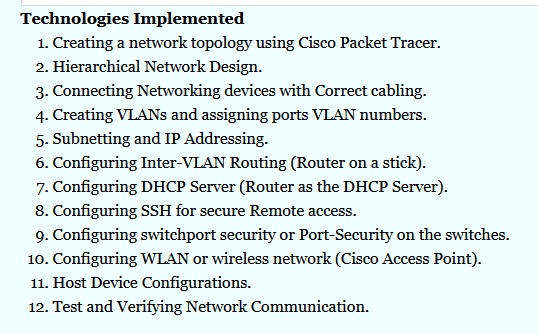 Technologies Implemented
1. Creating a network topology using Cisco Packet Tracer.
2. Hierarchical Network Design.
3. Connecting Networking devices with Correct cabling.
4. Creating VLANs and assigning ports VLAN numbers.
5. Subnetting and IP Addressing.
6. Configuring Inter-VLAN Routing (Router on a stick).
7. Configuring DHCP Server (Router as the DHCP Server).
8. Configuring SSH for secure Remote access.
9. Configuring switchport security or Port-Security on the switches.
10. Configuring WLAN or wireless network (Cisco Access Point).
11. Host Device Configurations.
12. Test and Verifying Network Communication.